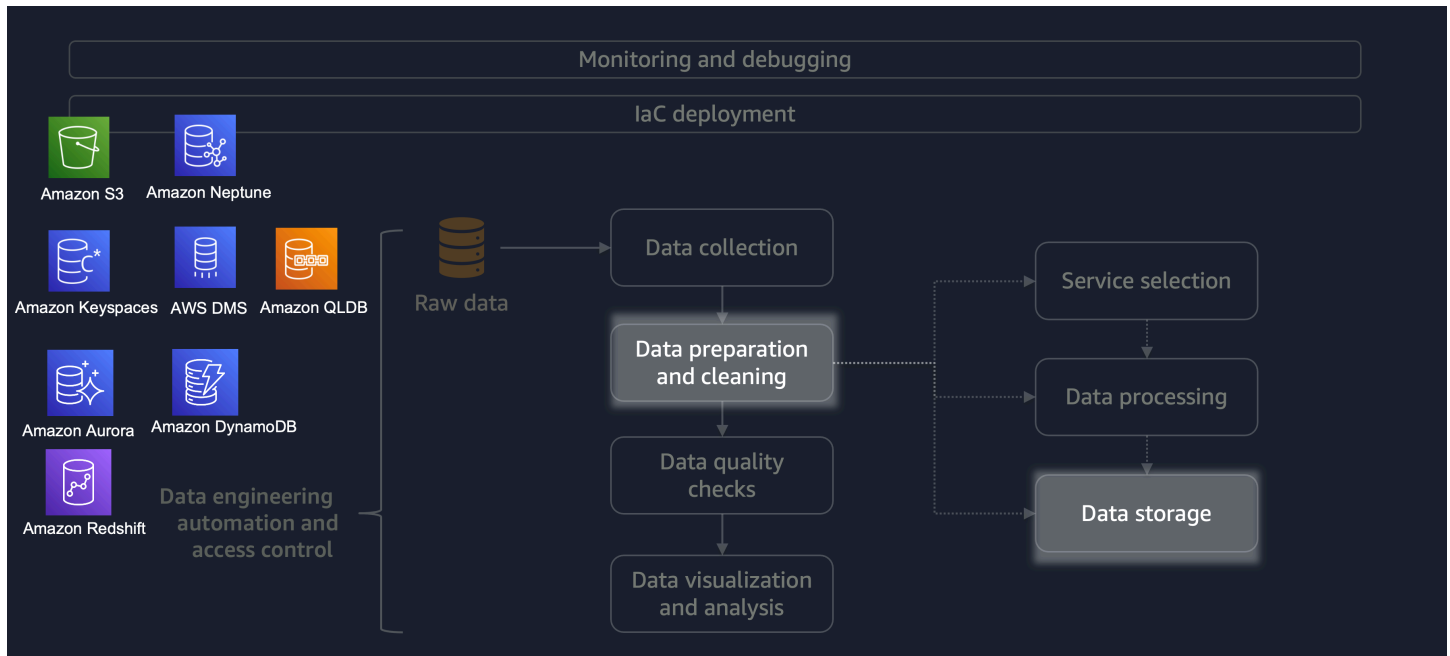 Monitoring and debugging
IaC deployment
Amazon S3
Amazon Neptune
C*
Amazon Keyspaces
AWS DMS
Amazon QLDB
Amazon Aurora
Amazon DynamoDB
Amazon Redshift
Data engineering
automation and
access control
Raw data
Data collection
Data preparation
and cleaning
Data quality
checks
Data visualization
and analysis
Service selection
Data processing
Data storage